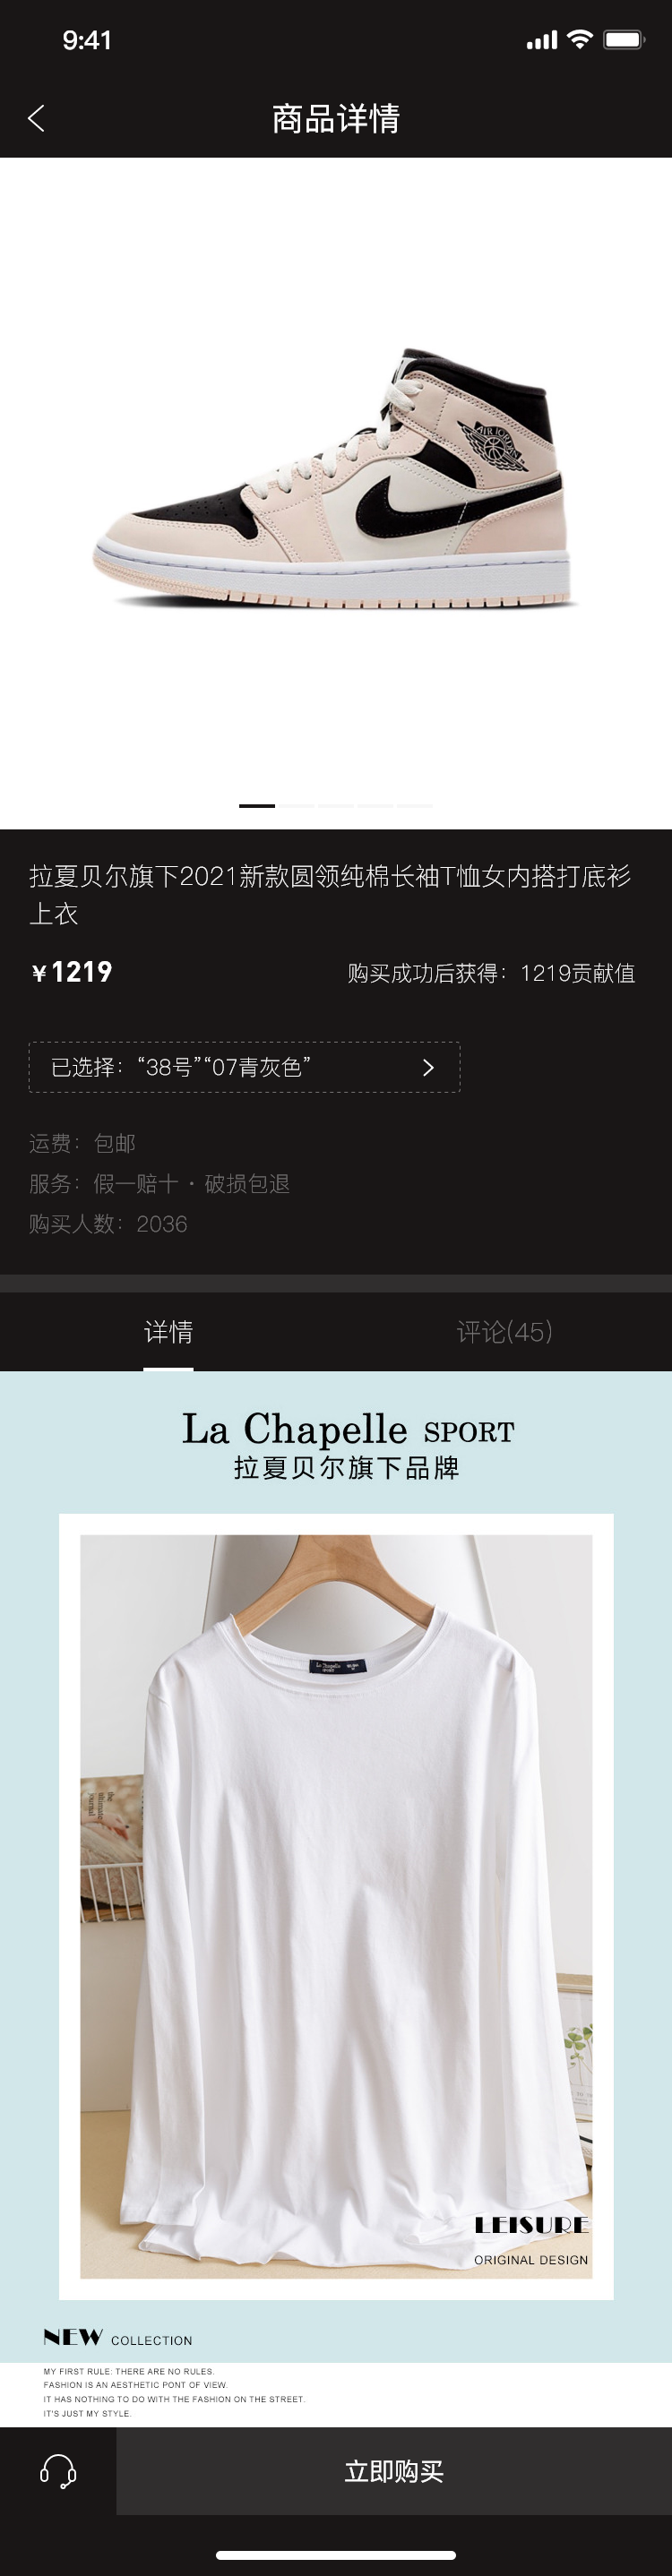 9:41
商品详情
拉夏贝尔旗下2021新款圆领纯棉长袖T恤女内搭打底衫
上衣
¥1219
购买成功后获得：1219贡献值
已选择：“38号”“07青灰色”
运费：包邮
服务：假一赔十・破损包退
购买人数：2036
详情
评论(45)
La Chapelle SPORT
拉夏贝尔旗下品牌
La Chapelle
SPORT
the
ultimate
journal
LEISURE
ORIGINAL DESIGN
NEW COLLECTION
MY FIRST RULE: THERE ARE NO RULES.
FASHION IS AN AESTHETIC PONT OF VIEW.
IT HAS NOTHING TO DO WITH THE FASHION ON THE STREET.
IT'S JUST MY STYLE.
立即购买